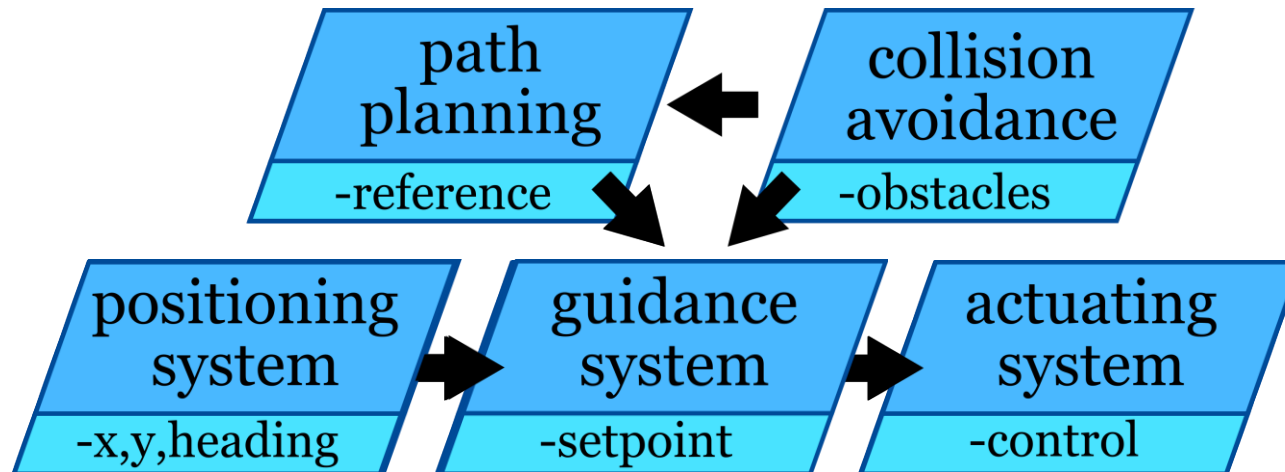 path
planning
-reference
collision
avoidance
-obstacles
positioning
system
-x,y,heading
guidance
system
-setpoint
actuating
system
-control